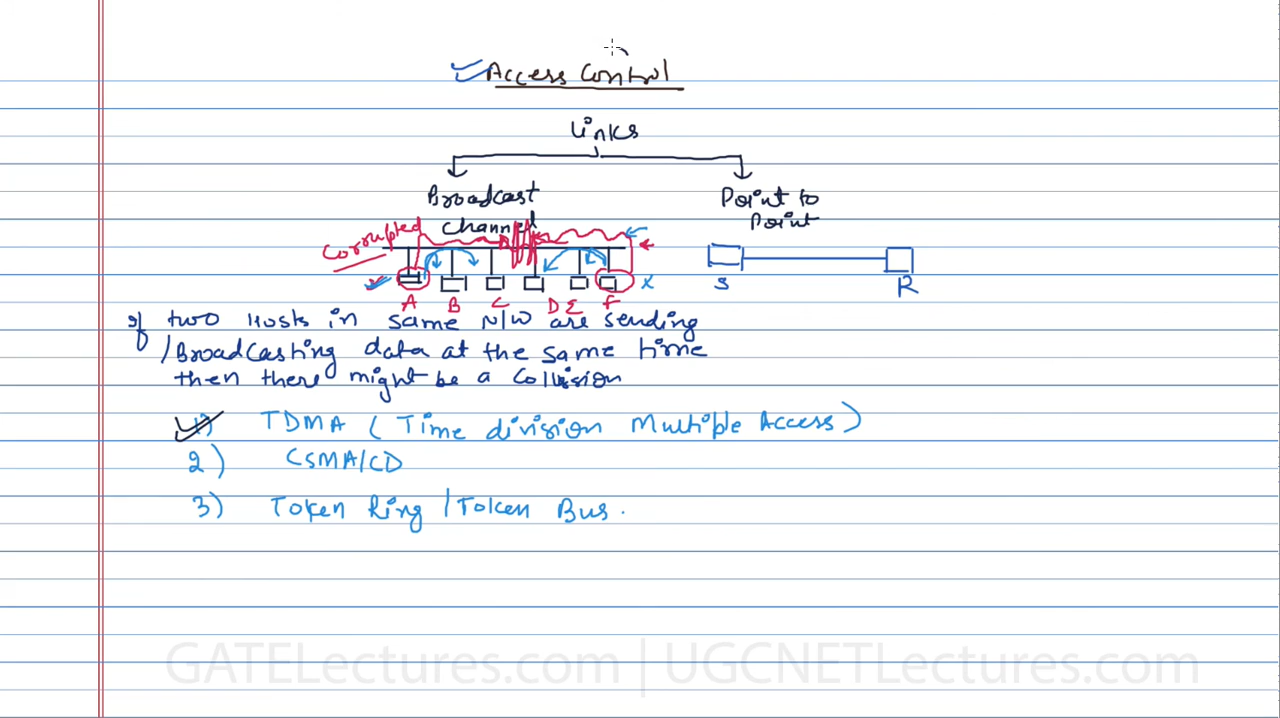 Access Control
Links
Broadcast
channel
Point to
Point
Corrupted
A B C D E F
X
S
R
If two Hosts in same N/W are sending
/Broadcasting data at the same time
then there might be a Collision
1) TDMA ( Time division Multiple Access )
2) CSMA/CD
3) Token Ring / Token Bus.
GATELectures.com | UGCNETLectures.com